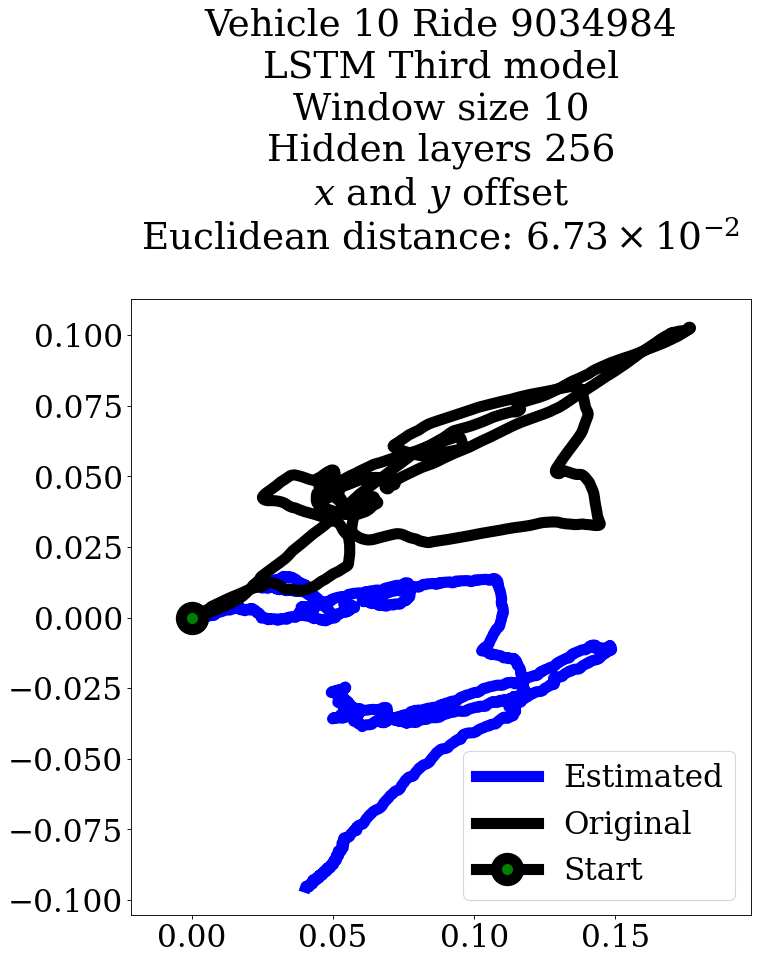 Vehicle 10 Ride 9034984
LSTM Third model
Window size 10
Hidden layers 256
x and y offset
Euclidean distance: 6.73 × 10⁻²
0.100
0.075
0.050
0.025
0.000
−0.025
−0.050
−0.075
−0.100
0.00 0.05 0.10 0.15
Estimated
Original
Start